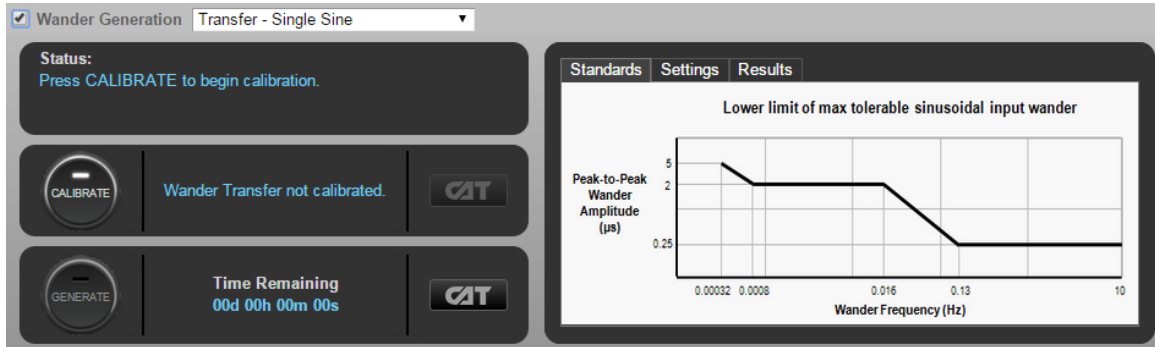 Wander Generation Transfer - Single Sine
Status:
Press CALIBRATE to begin calibration.
CALIBRATE
Wander Transfer not calibrated.
CAT
GENERATE
Time Remaining
00d 00h 00m 00s
CAT
Standards Settings Results
Lower limit of max tolerable sinusoidal input wander
Peak-to-Peak
Wander
Amplitude
(µs)
5
2
0.25
0.00032 0.0008 0.016 0.13 10
Wander Frequency (Hz)